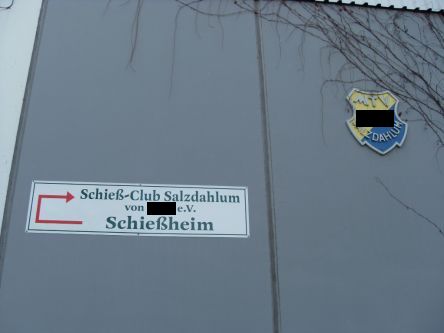 Schieß-Club Salzdahlum
von e.V.
Schießheim
M.T.V.